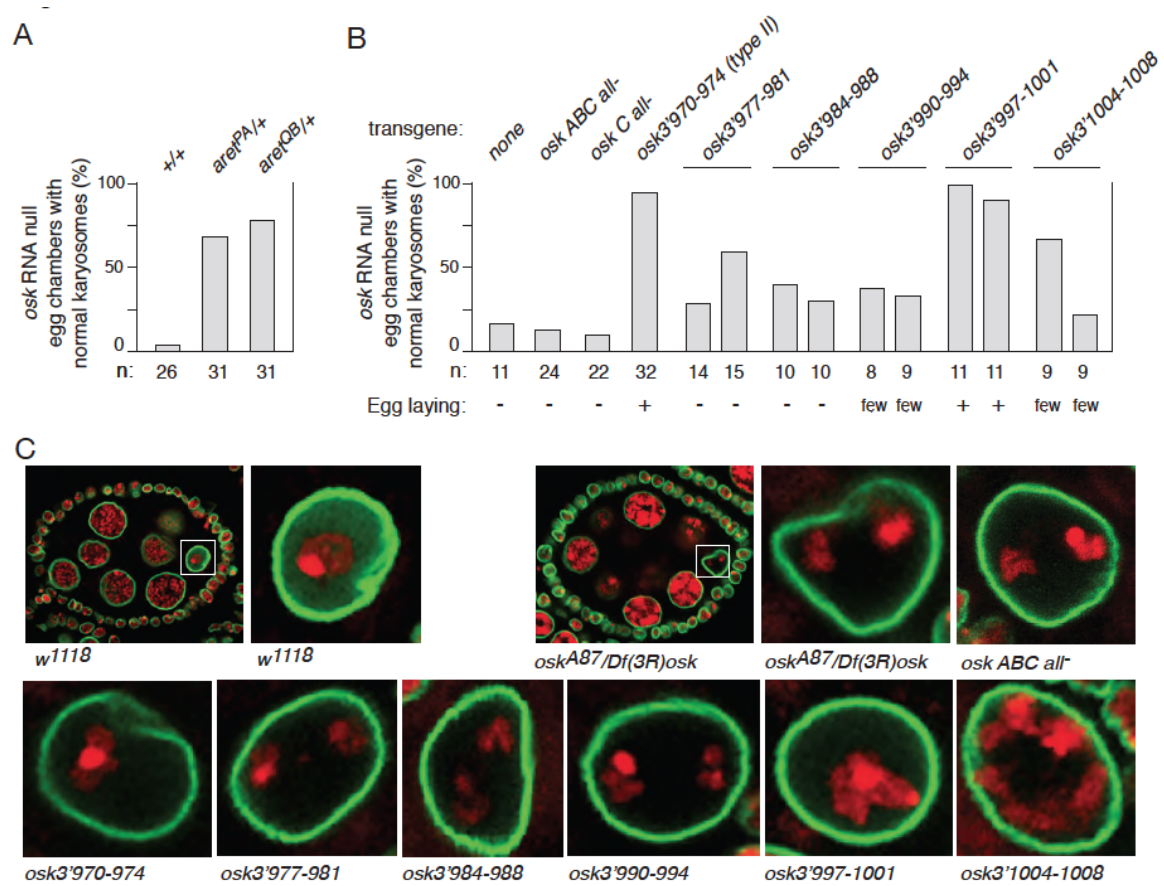 A
B
+/+
aret^PA/+
aret^QB/+
transgene:
none
osk ABC all-
osk C all-
osk3'970-974 (type II)
osk3'977-981
osk3'984-988
osk3'990-994
osk3'997-1001
osk3'1004-1008
osk RNA null
egg chambers with
normal karyosomes (%)
100
50
0
n: 26 31 31
osk RNA null
egg chambers with
normal karyosomes (%)
100
50
0
n: 11 24 22 32 14 15 10 10 8 9 11 11 9 9
Egg laying: - - - + - - - - few few + + few few
C
w1118
w1118
osk^A87/Df(3R)osk
osk^A87/Df(3R)osk
osk ABC all-
osk3'970-974
osk3'977-981
osk3'984-988
osk3'990-994
osk3'997-1001
osk3'1004-1008